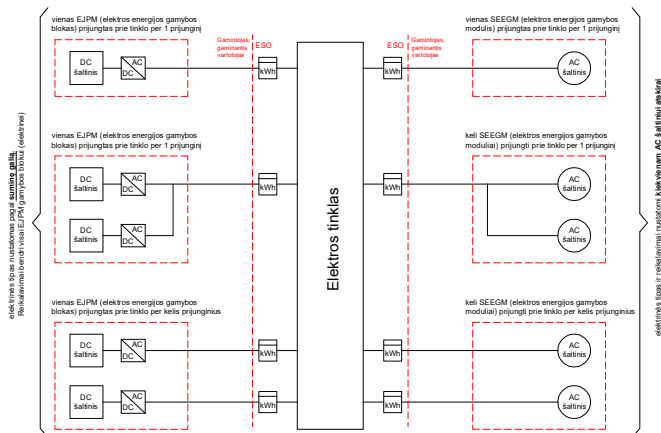 vienas EJPM (elektros energijos gamybos
blokas) prijungtas prie tinklo per 1 prijunginį
DC
šaltinis
AC
DC
Gamintojas,
gaminantis
vartotojas
ESO
kWh
vienas EJPM (elektros energijos gamybos
blokas) prijungtas prie tinklo per 1 prijunginį
DC
šaltinis
AC
DC
kWh
DC
šaltinis
AC
DC
vienas EJPM (elektros energijos gamybos
blokas) prijungtas prie tinklo per kelis prijunginius
DC
šaltinis
AC
DC
kWh
DC
šaltinis
AC
DC
kWh
elektrinės tipas nustatomas pagal suminę galią.
Reikalavimai bendri visai EJPM gamybos blokui (elektrinė)
Elektros tinklas
ESO
Gamintojas,
gaminantis
vartotojas
kWh
vienas SEEGM (elektros energijos gamybos
modulis) prijungtas prie tinklo per 1 prijunginį
AC
šaltinis
keli SEEGM (elektros energijos gamybos
moduliai) prijungti prie tinklo per 1 prijunginį
kWh
AC
šaltinis
AC
šaltinis
keli SEEGM (elektros energijos gamybos
moduliai) prijungti prie tinklo per kelis prijunginius
kWh
AC
šaltinis
kWh
AC
šaltinis
elektrinės tipas ir reikalavimai nustatomi kiekvienam AC šaltiniui atskirai